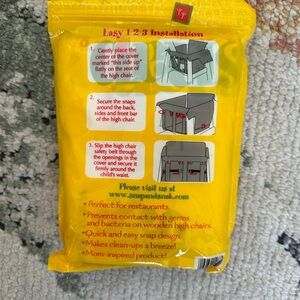 Easy 1-2-3 Installation
1. Gently place the
center of the cover
marked "this side up"
flatly on the seat of
the high chair.
2. Secure the snaps
around the back,
sides and front bar
of the high chair.
3. Slip the high chair
safety belt through
the openings in the
cover and secure it
firmly around the
child's waist.
Please visit us at
www.snapandsnak.com
• Perfect for restaurants.
• Prevents contact with germs
and bacteria on wooden high chairs.
• Quick and easy snap design.
• Makes clean-ups a breeze!
• Mom-inspired product!